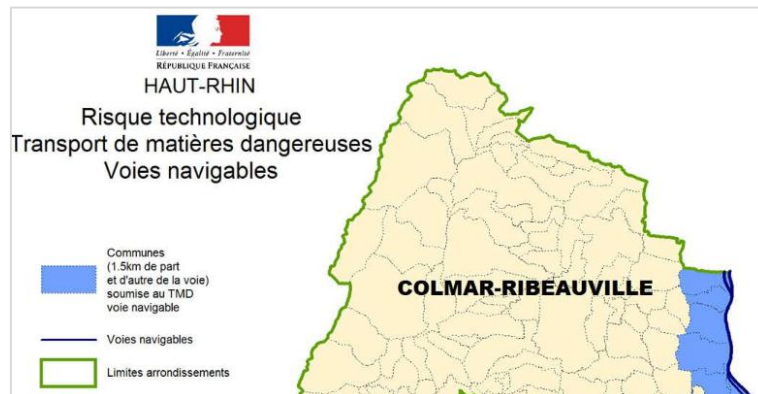 Liberté • Égalité • Fraternité
RÉPUBLIQUE FRANÇAISE
HAUT-RHIN
Risque technologique
Transport de matières dangereuses
Voies navigables
Communes
(1.5km de part
et d'autre de la voie)
soumise au TMD
voie navigable
Voies navigables
Limites arrondissements
COLMAR-RIBEAUVILLE